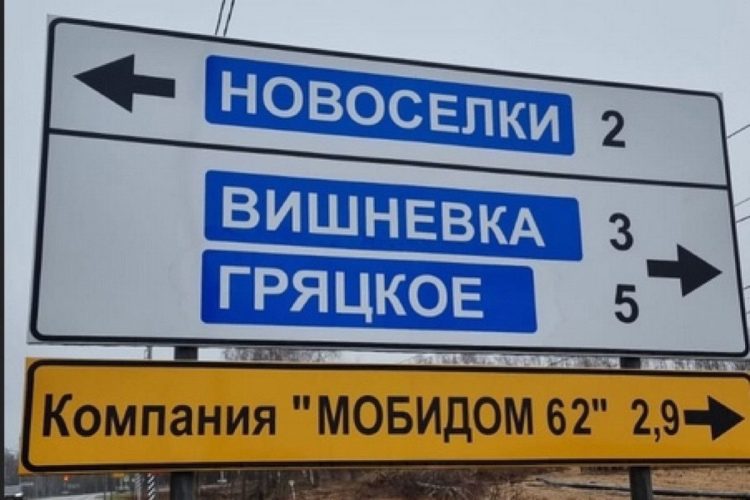 НОВОСЕЛКИ 2
ВИШНЕВКА 3
ГРЯЦКОЕ 5
Компания "МОБИДОМ 62" 2,9